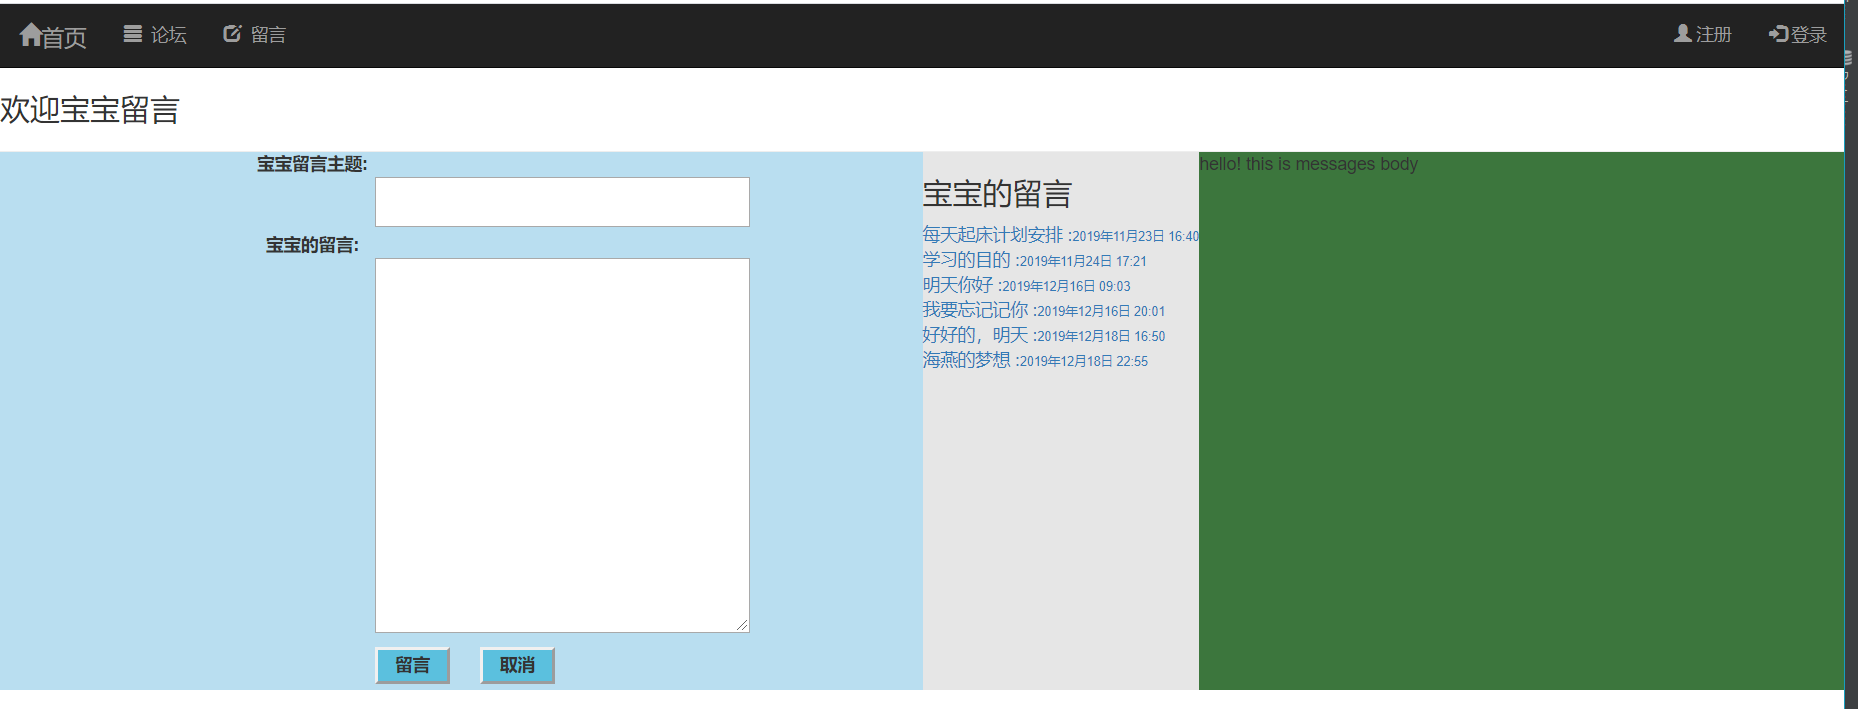 首页 论坛 留言 注册 登录
欢迎宝宝留言
宝宝留言主题:
宝宝的留言:
留言 取消
宝宝的留言
每天起床计划安排 :2019年11月23日 16:40
学习的目的 :2019年11月24日 17:21
明天你好 :2019年12月16日 09:03
我要忘记记你 :2019年12月16日 20:01
好好的，明天 :2019年12月18日 16:50
海燕的梦想 :2019年12月18日 22:55
hello! this is messages body